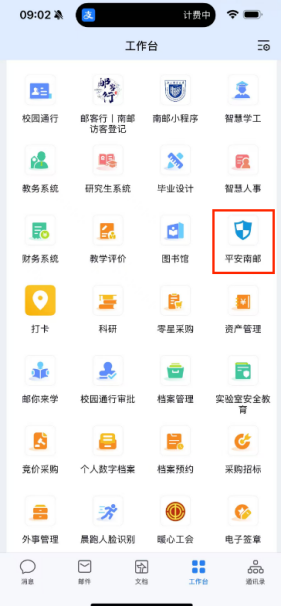 09:02
计费中
工作台
校园通行
邮客行丨南邮
访客登记
南邮小程序
智慧学工
教务系统
研究生系统
毕业设计
智慧人事
财务系统
教学评价
图书馆
平安南邮
打卡
科研
零星采购
资产管理
邮你来学
校园通行审批
档案管理
实验室安全教
育
竞价采购
个人数字档案
档案预约
采购招标
外事管理
晨跑人脸识别
暖心工会
电子签章
消息
邮件
文档
工作台
通讯录